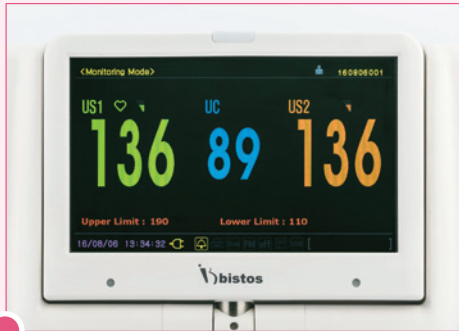 <Monitoring Mode> 160806001
US1 UC US2
136 89 136
Upper Limit : 190 Lower Limit : 110
16/08/06 13:34:32 [ ]
bistos